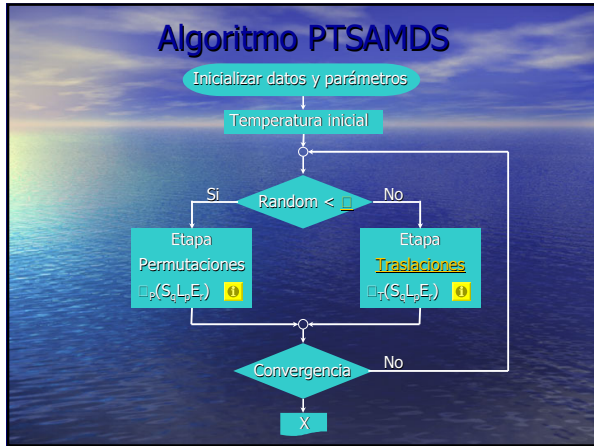 Algoritmo PTSAMDS
Inicializar datos y parámetros
Temperatura inicial
Random < □
Si
No
Etapa
Permutaciones
□P(SqLpEr)
Etapa
Traslaciones
□T(SqLpEr)
Convergencia
No
X